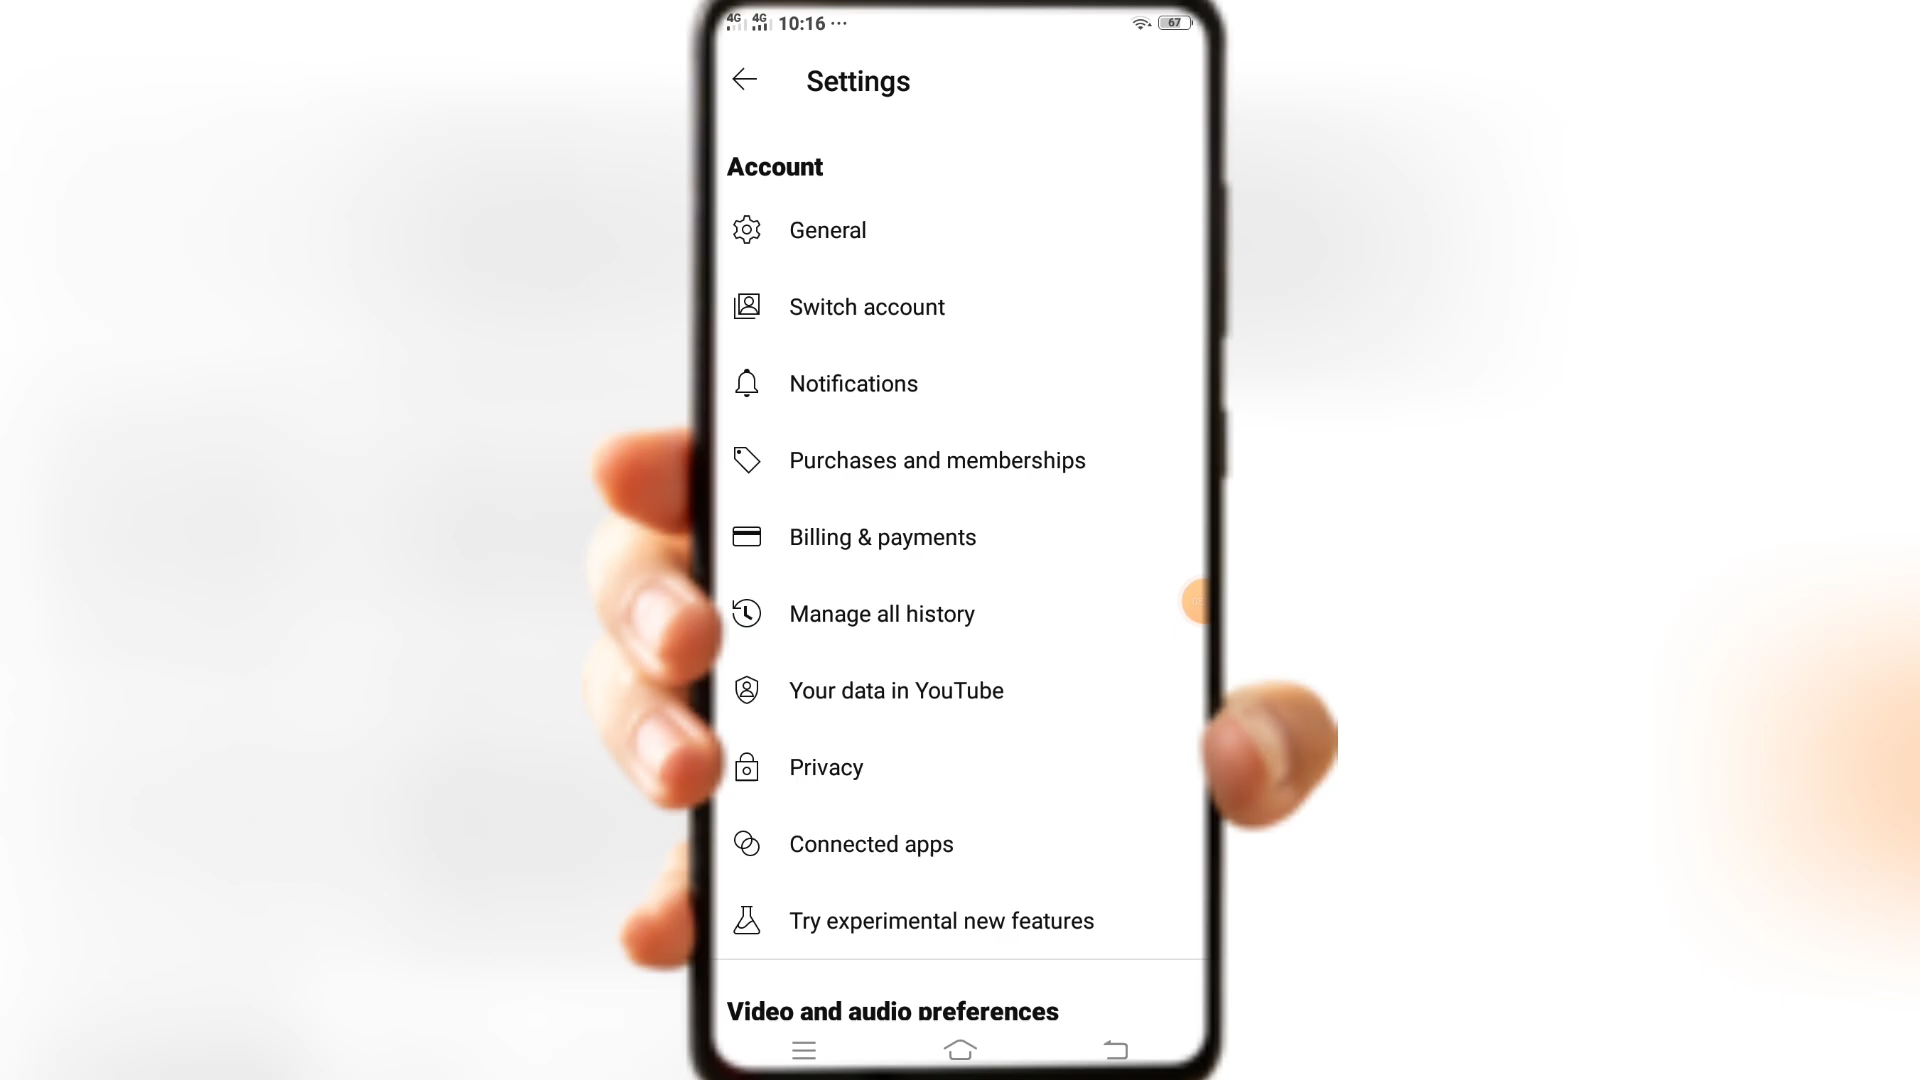 4G 4G 10:16 ... 67
Settings
Account
General
Switch account
Notifications
Purchases and memberships
Billing & payments
Manage all history
Your data in YouTube
Privacy
Connected apps
Try experimental new features
Video and audio preferences